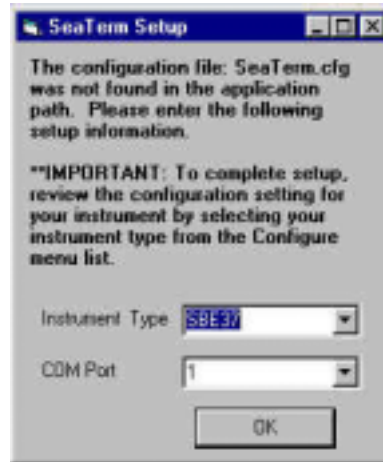 SeaTerm Setup
The configuration file: SeaTerm.cfg
was not found in the application
path. Please enter the following
setup information.
**IMPORTANT: To complete setup,
review the configuration setting for
your instrument by selecting your
instrument type from the Configure
menu list.
Instrument Type SBE37
COM Port 1
OK